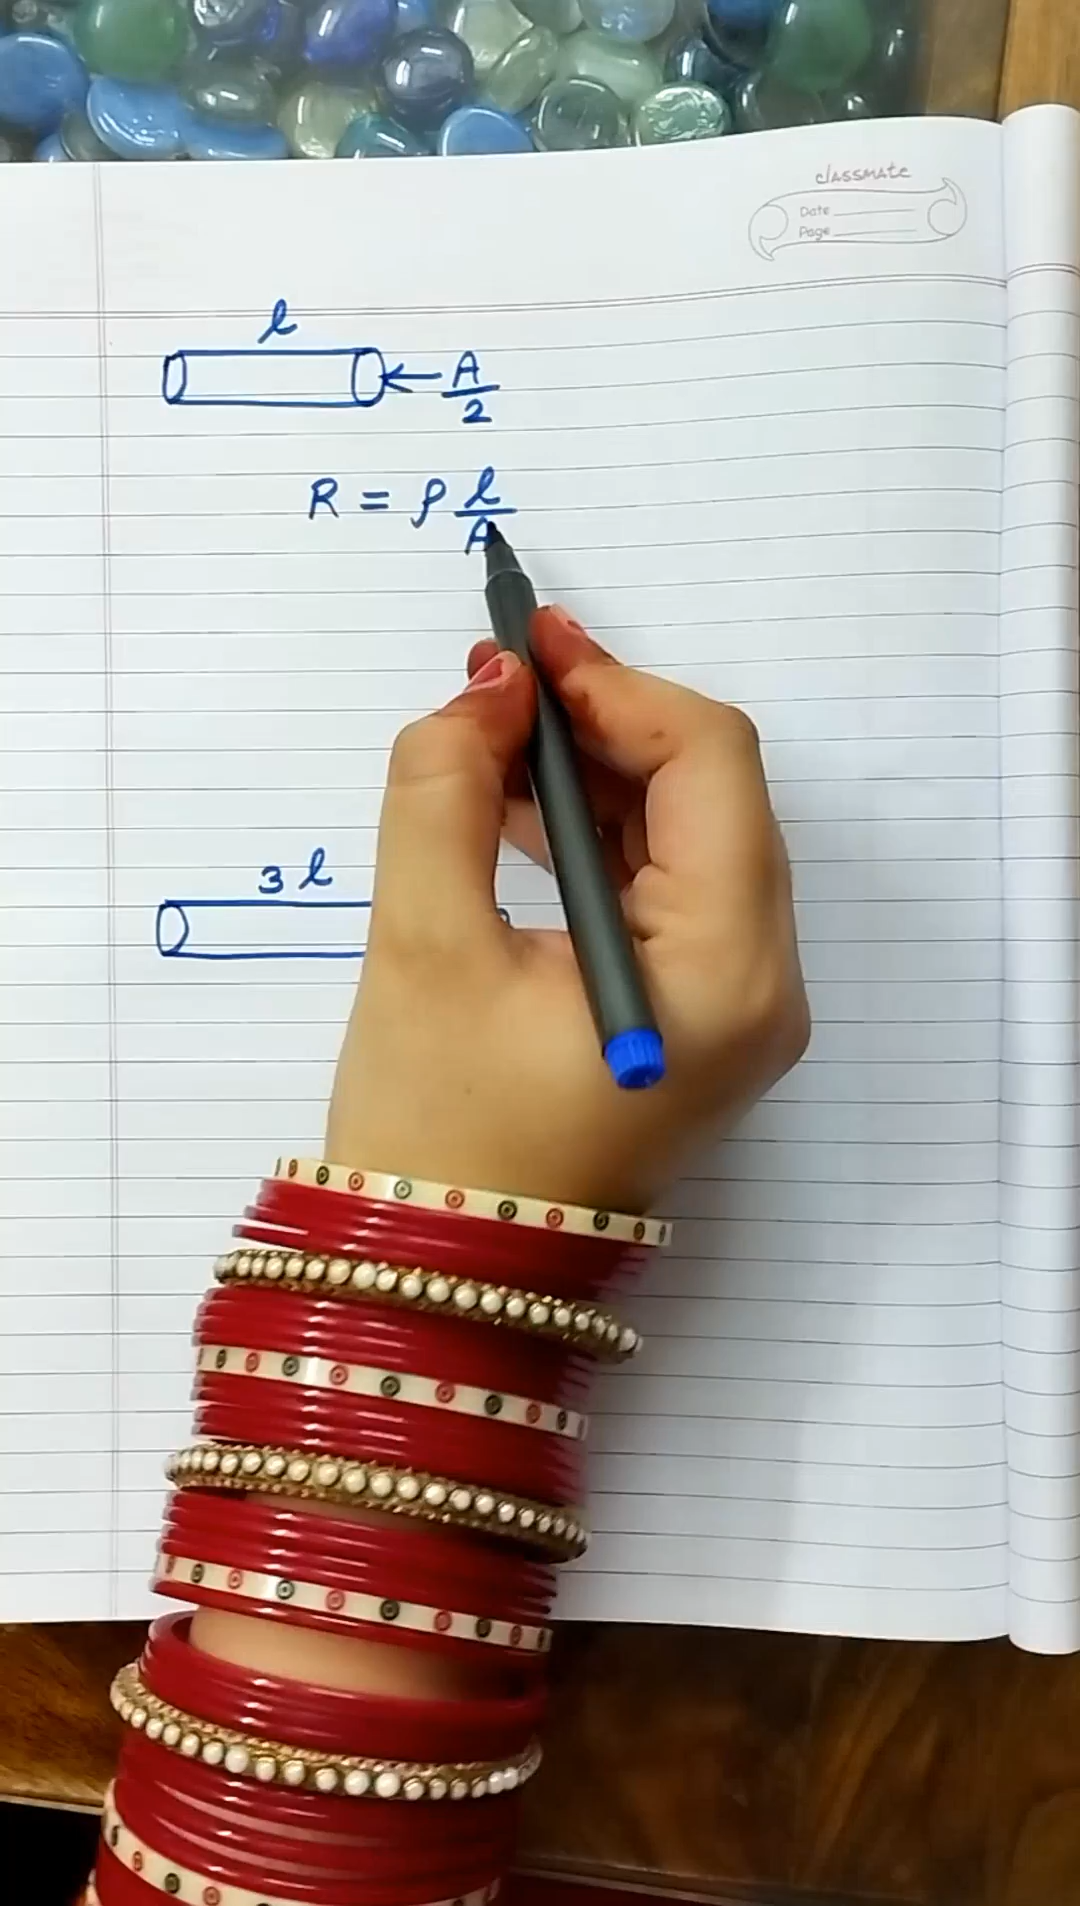 classmate
Date
Page
l
A
2
R = ρ l
A
3 l